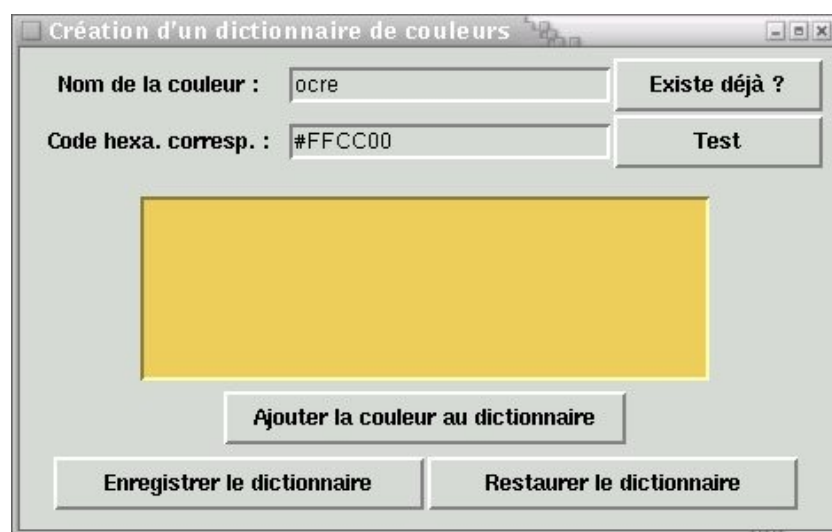 Création d'un dictionnaire de couleurs
Nom de la couleur : ocre Existe déjà ?
Code hexa. corresp. : #FFCC00 Test
Ajouter la couleur au dictionnaire
Enregistrer le dictionnaire Restaurer le dictionnaire